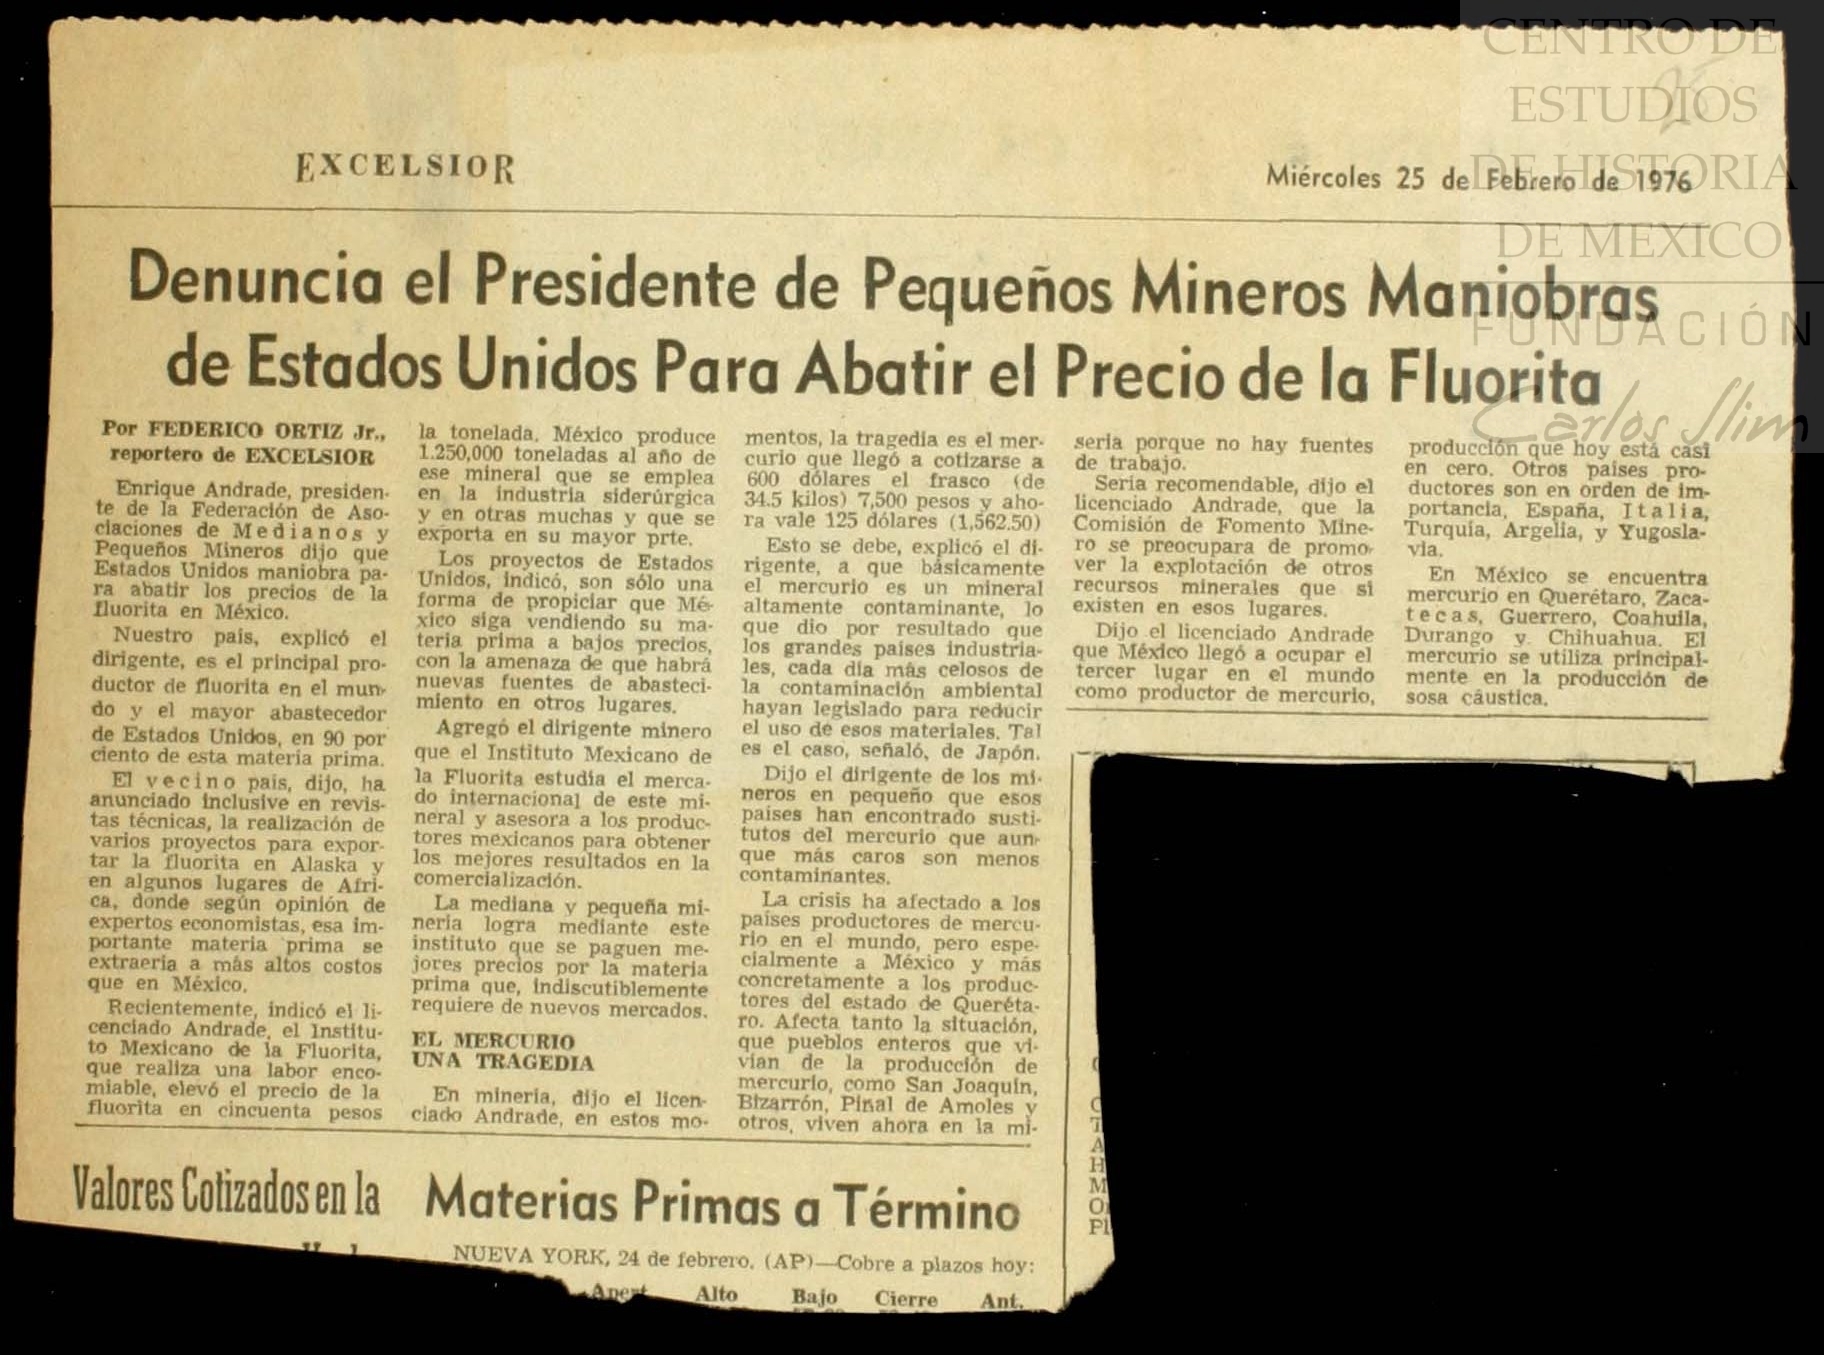 EXCELSIOR
Miércoles 25 de Febrero de 1976
CENTRO DE
ESTUDIOS
DE HISTORIA
DE MEXICO
FUNDACIÓN
Carlos Slim
Denuncia el Presidente de Pequeños Mineros Maniobras
de Estados Unidos Para Abatir el Precio de la Fluorita
Por FEDERICO ORTIZ Jr.,
reportero de EXCELSIOR
Enrique Andrade, presiden-
te de la Federación de Aso-
ciaciones de Medianos y
Pequeños Mineros dijo que
Estados Unidos maniobra pa-
ra abatir los precios de la
fluorita en México.
Nuestro país, explicó el
dirigente, es el principal pro-
ductor de fluorita en el mun-
do y el mayor abastecedor
de Estados Unidos, en 90 por
ciento de esta materia prima.
El vecino país, dijo, ha
anunciado inclusive en revis-
tas técnicas, la realización de
varios proyectos para expor-
tar la fluorita en Alaska y
en algunos lugares de Afri-
ca, donde según opinión de
expertos economistas, esa im-
portante materia prima se
extraería a más altos costos
que en México.
Recientemente, indicó el li-
cenciado Andrade, el Institu-
to Mexicano de la Fluorita,
que realiza una labor enco-
miable, elevó el precio de la
fluorita en cincuenta pesos
la tonelada. México produce
1.250,000 toneladas al año de
ese mineral que se emplea
en la industria siderúrgica
y en otras muchas y que se
exporta en su mayor prte.
Los proyectos de Estados
Unidos, indicó, son sólo una
forma de propiciar que Mé-
xico siga vendiendo su ma-
teria prima a bajos precios,
con la amenaza de que habrá
nuevas fuentes de abasteci-
miento en otros lugares.
Agregó el dirigente minero
que el Instituto Mexicano de
la Fluorita estudia el merca-
do internacional de este mi-
neral y asesora a los produc-
tores mexicanos para obtener
los mejores resultados en la
comercialización.
La mediana y pequeña mi-
nería logra mediante este
instituto que se paguen me-
jores precios por la materia
prima que, indiscutiblemente
requiere de nuevos mercados.
EL MERCURIO
UNA TRAGEDIA
En minería, dijo el licen-
ciado Andrade, en estos mo-
mentos, la tragedia es el mer-
curio que llegó a cotizarse a
600 dólares el frasco (de
34.5 kilos) 7,500 pesos y aho-
ra vale 125 dólares (1,562.50)
Esto se debe, explicó el di-
rigente, a que básicamente
el mercurio es un mineral
altamente contaminante, lo
que dio por resultado que
los grandes países industria-
les, cada día más celosos de
la contaminación ambiental
hayan legislado para reducir
el uso de esos materiales. Tal
es el caso, señaló, de Japón.
Dijo el dirigente de los mi-
neros en pequeño que esos
países han encontrado susti-
tutos del mercurio que aun-
que más caros son menos
contaminantes.
La crisis ha afectado a los
países productores de mercu-
rio en el mundo, pero espe-
cialmente a México y más
concretamente a los produc-
tores del estado de Queréta-
ro. Afecta tanto la situación,
que pueblos enteros que vi-
vían de la producción de
mercurio, como San Joaquín,
Bizarrón, Pinal de Amoles y
otros, viven ahora en la mi-
seria porque no hay fuentes
de trabajo.
Sería recomendable, dijo el
licenciado Andrade, que la
Comisión de Fomento Mine-
ro se preocupara de promo-
ver la explotación de otros
recursos minerales que sí
existen en esos lugares.
Dijo el licenciado Andrade
que México llegó a ocupar el
tercer lugar en el mundo
como productor de mercurio,
producción que hoy está casi
en cero. Otros países pro-
ductores son en orden de im-
portancia, España, Italia,
Turquía, Argelia, y Yugosla-
via.
En México se encuentra
mercurio en Querétaro, Zaca-
tecas, Guerrero, Coahuila,
Durango y Chihuahua. El
mercurio se utiliza principal-
mente en la producción de
sosa cáustica.
Valores Cotizados en la
Materias Primas a Término
NUEVA YORK, 24 de febrero. (AP)—Cobre a plazos hoy:
Apert Alto Bajo Cierre Ant.